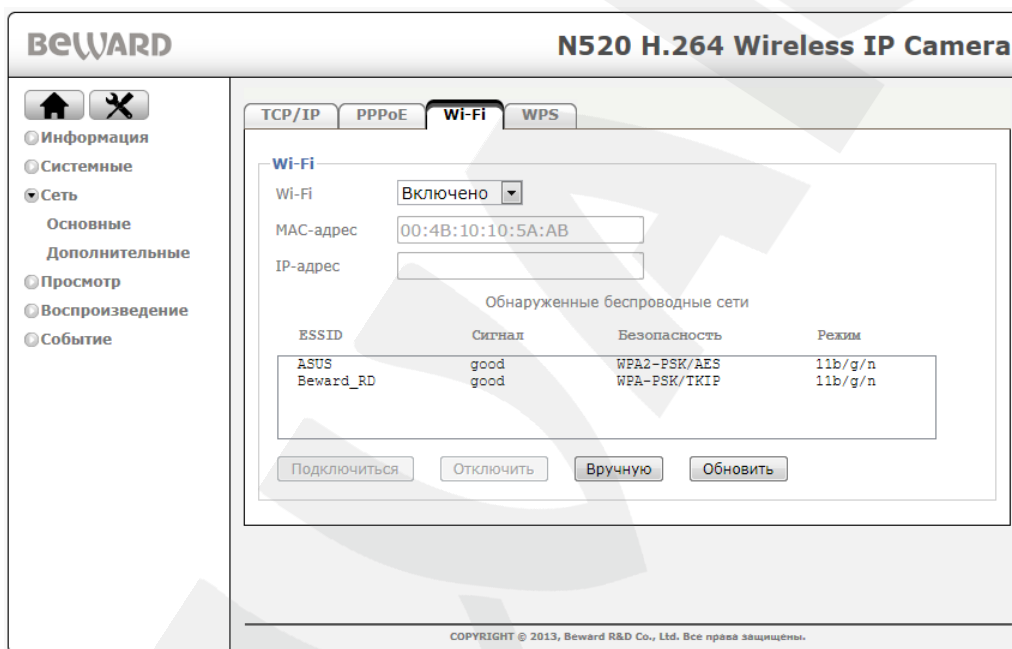 BEWARD
N520 H.264 Wireless IP Camera
Информация
Системные
Сеть
Основные
Дополнительные
Просмотр
Воспроизведение
Событие
TCP/IP PPPoE Wi-Fi WPS
Wi-Fi
Wi-Fi Включено
MAC-адрес 00:4B:10:10:5A:AB
IP-адрес
Обнаруженные беспроводные сети
ESSID Сигнал Безопасность Режим
ASUS good WPA2-PSK/AES 11b/g/n
Beward_RD good WPA-PSK/TKIP 11b/g/n
Подключиться Отключить Вручную Обновить
COPYRIGHT © 2013, Beward R&D Co., Ltd. Все права защищены.